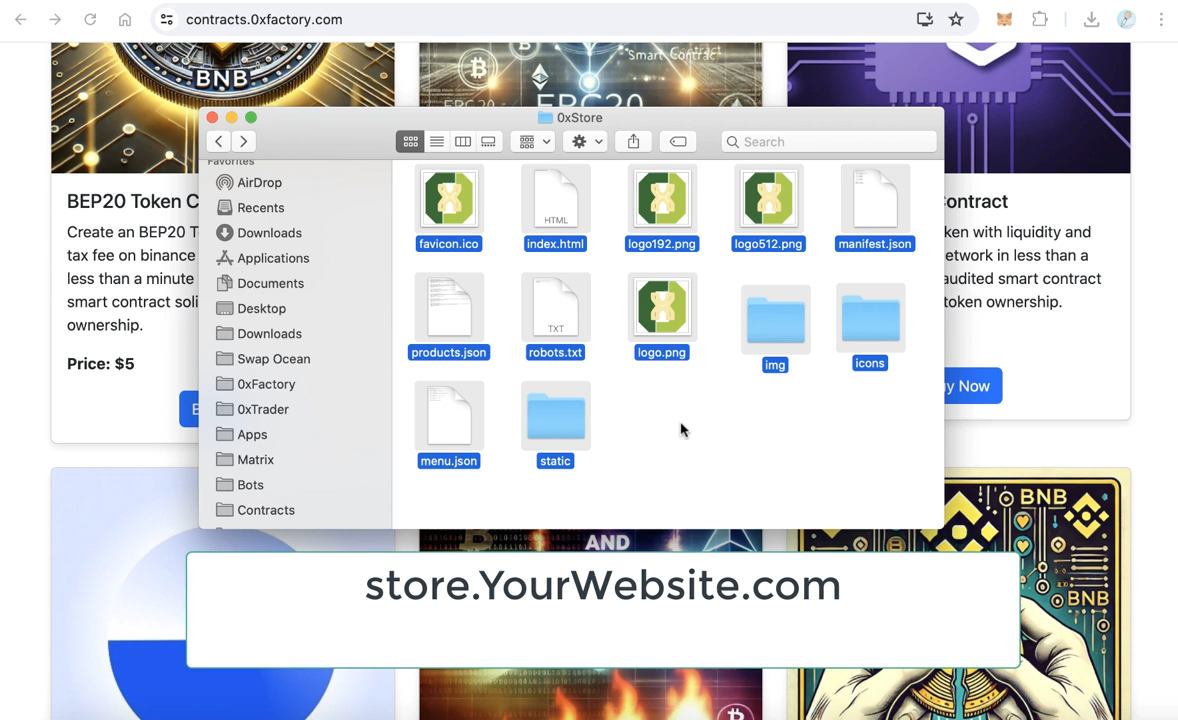 contracts.0xfactory.com
BNB
Smart Contract
ERC20
0xStore
Search
Favorites
AirDrop
Recents
Downloads
Applications
Documents
Desktop
Downloads
Swap Ocean
0xFactory
0xTrader
Apps
Matrix
Bots
Contracts
favicon.ico
HTML
index.html
logo192.png
logo512.png
manifest.json
products.json
TXT
robots.txt
logo.png
img
icons
menu.json
static
BEP20 Token C
Create an BEP20 T
tax fee on binance
less than a minute
smart contract soli
ownership.
Price: $5
B
ontract
ken with liquidity and
etwork in less than a
audited smart contract
token ownership.
y Now
AND
BNB
BNB
store.YourWebsite.com